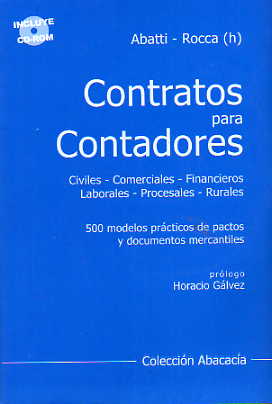 INCLUYE
CD-ROM
Abatti - Rocca (h)
Contratos
para
Contadores
Civiles - Comerciales - Financieros
Laborales - Procesales - Rurales
500 modelos prácticos de pactos
y documentos mercantiles
prólogo
Horacio Gálvez
Colección Abacacía